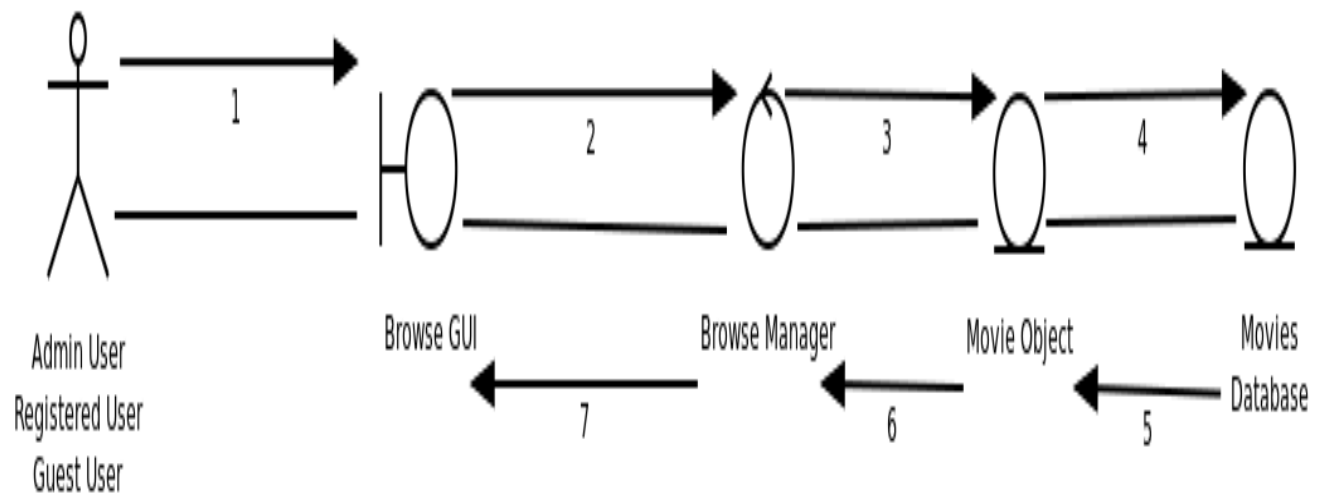 1
2
3
4
Browse GUI
Browse Manager
Movie Object
Movies
Database
Admin User
Registered User
Guest User
7
6
5